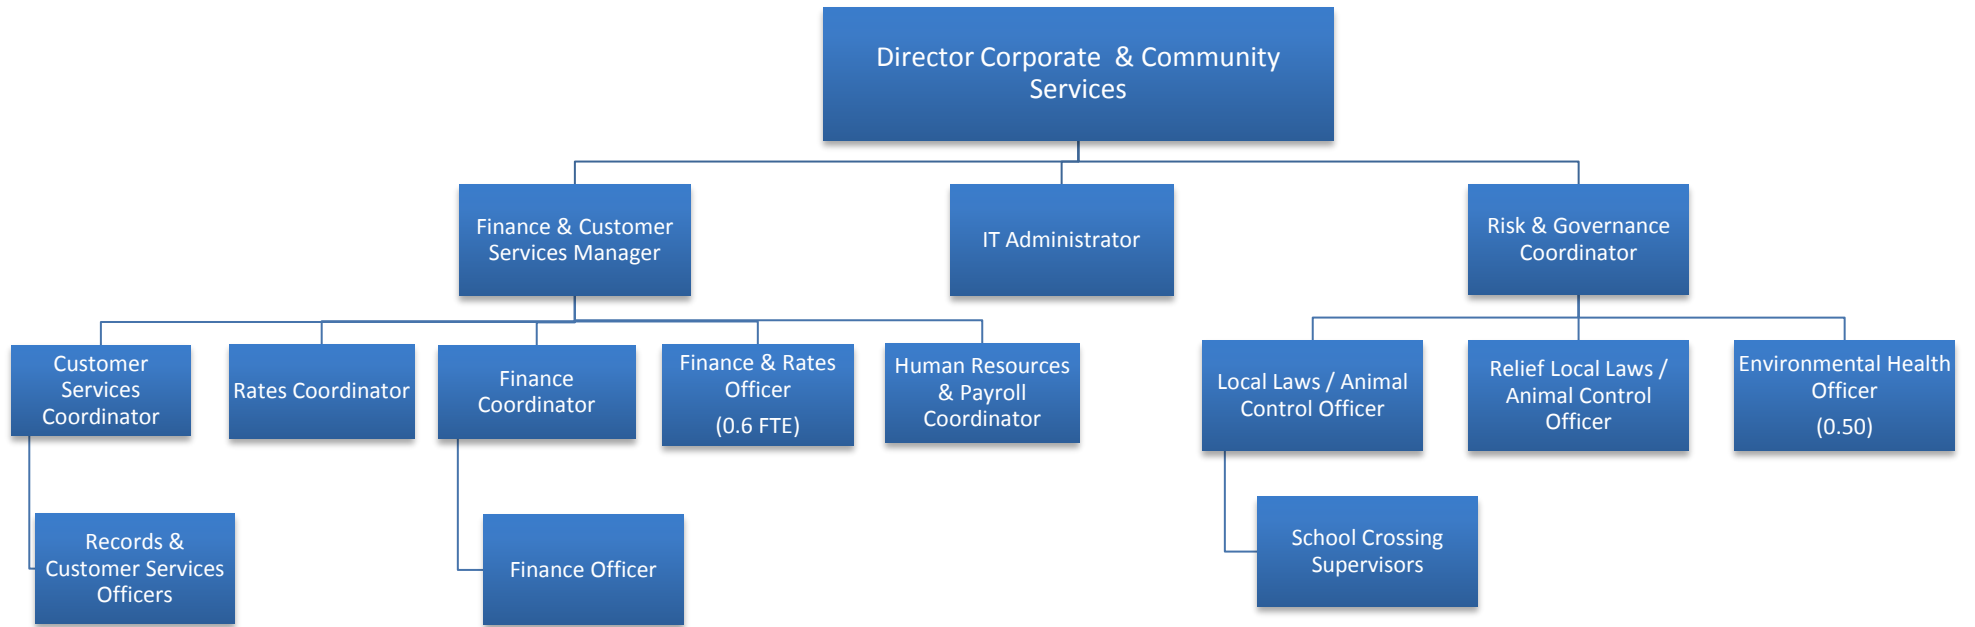 Director Corporate & Community
Services
Finance & Customer
Services Manager
IT Administrator
Risk & Governance
Coordinator
Customer
Services
Coordinator
Rates Coordinator
Finance
Coordinator
Finance & Rates
Officer
(0.6 FTE)
Human Resources
& Payroll
Coordinator
Local Laws / Animal
Control Officer
Relief Local Laws /
Animal Control
Officer
Environmental Health
Officer
(0.50)
Records &
Customer Services
Officers
Finance Officer
School Crossing
Supervisors